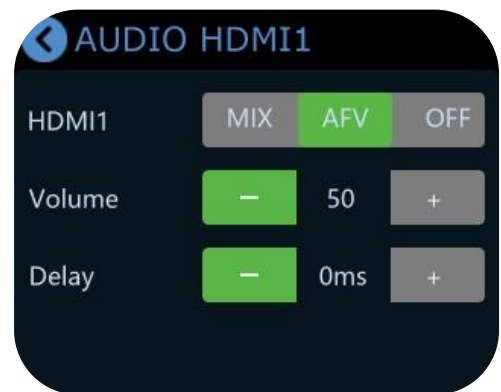 AUDIO HDMI1
HDMI1 MIX AFV OFF
Volume − 50 +
Delay − 0ms +